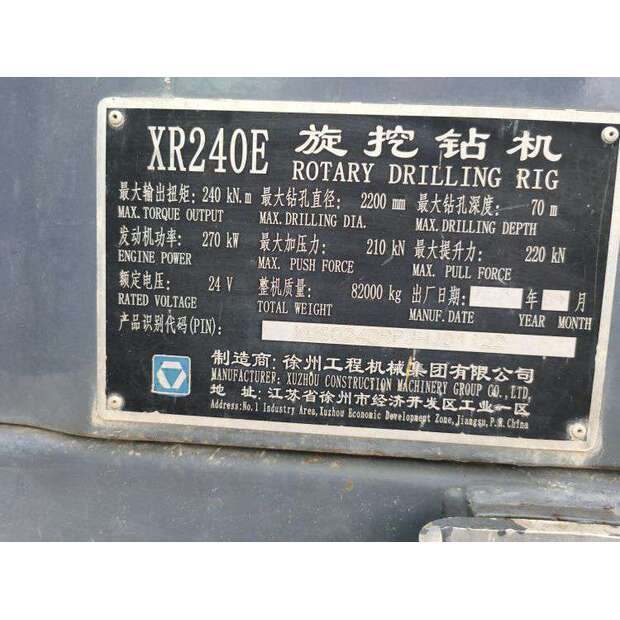 XR240E 旋挖钻机
ROTARY DRILLING RIG
最大输出扭矩: 240 kN.m 最大钻孔直径: 2200 mm 最大钻孔深度: 70 m
MAX. TORQUE OUTPUT MAX. DRILLING DIA. MAX. DRILLING DEPTH
发动机功率: 270 kW 最大加压力: 210 kN 最大提升力: 220 kN
ENGINE POWER MAX. PUSH FORCE MAX. PULL FORCE
额定电压: 24 V 整机质量: 82000 kg 出厂日期: 年 月
RATED VOLTAGE TOTAL WEIGHT MANUF. DATE YEAR MONTH
产品识别代码(PIN):
制造商: 徐州工程机械集团有限公司
MANUFACTURER: XUZHOU CONSTRUCTION MACHINERY GROUP CO., LTD.
地 址: 江苏省徐州市经济开发区工业一区
Address: No.1 Industry Area, Xuzhou Economic Development Zone, Jiangsu, P.R.China